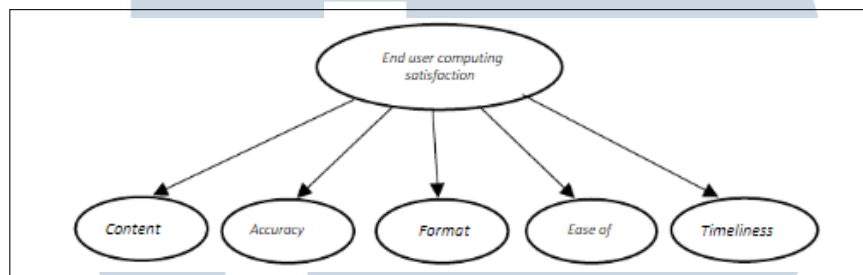 End user computing
satisfaction
Content
Accuracy
Format
Ease of
Timeliness